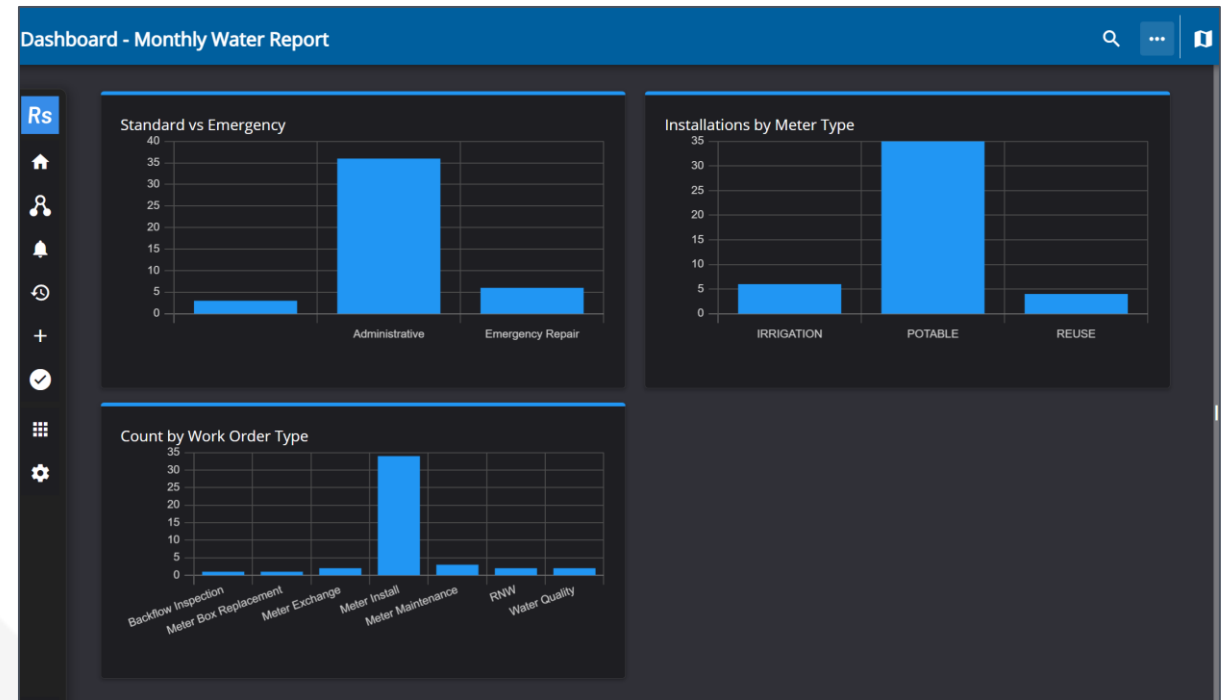 Dashboard - Monthly Water Report
Rs
Standard vs Emergency
40
35
30
25
20
15
10
5
0
Administrative Emergency Repair
Installations by Meter Type
35
30
25
20
15
10
5
0
IRRIGATION POTABLE REUSE
Count by Work Order Type
35
30
25
20
15
10
5
0
Backflow Inspection
Meter Box Replacement
Meter Exchange
Meter Install
Meter Maintenance
RNW
Water Quality